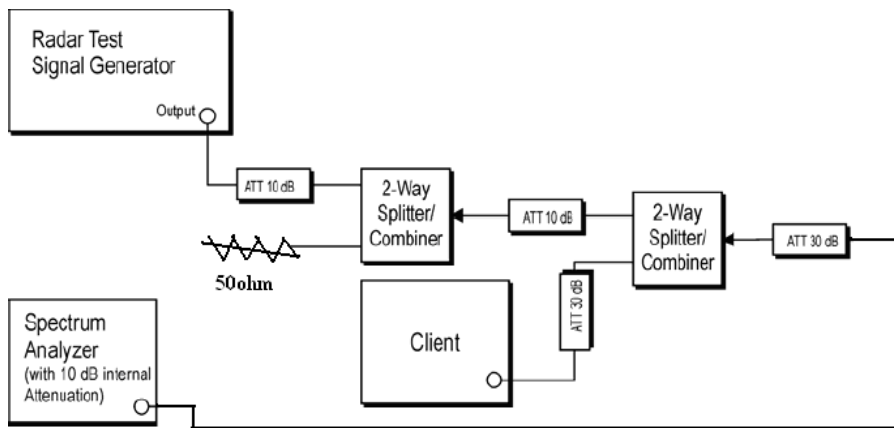 Radar Test
Signal Generator
Output
ATT 10 dB
2-Way
Splitter/
Combiner
ATT 10 dB
2-Way
Splitter/
Combiner
ATT 30 dB
50ohm
ATT 30 dB
Spectrum
Analyzer
(with 10 dB internal
Attenuation)
Client